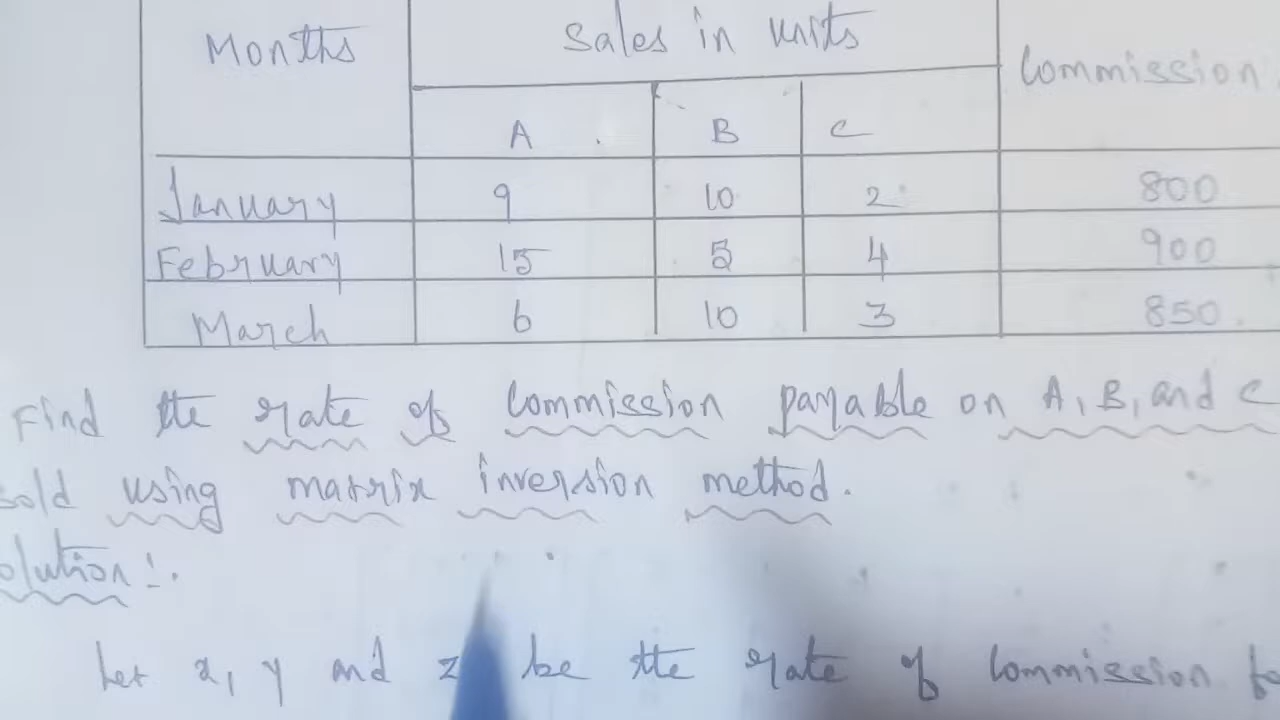 Months Sales in units Commission
A B C
January 9 10 2 800
February 15 5 4 900
March 6 10 3 850
Find the rate of Commission payable on A, B, and C
sold using matrix inversion method.
olution:-
Let x, y and z be the rate of Commission